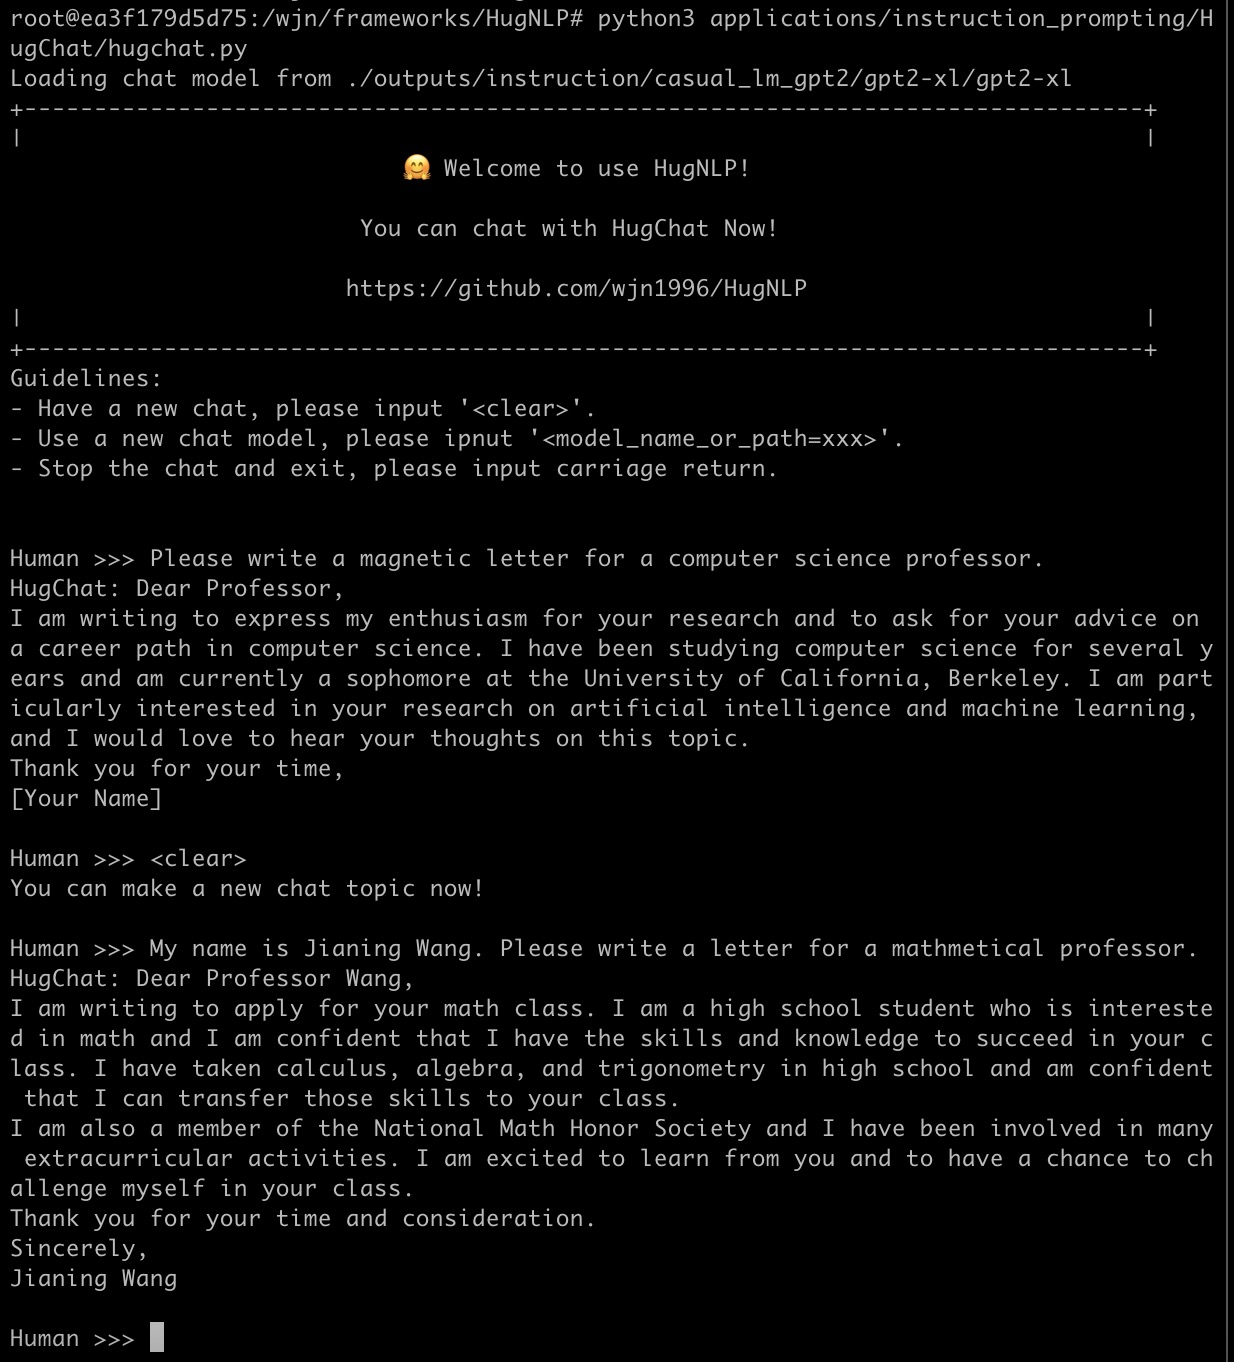 root@ea3f179d5d75:/wjn/frameworks/HugNLP# python3 applications/instruction_prompting/H
ugChat/hugchat.py
Loading chat model from ./outputs/instruction/casual_lm_gpt2/gpt2-xl/gpt2-xl
+--------------------------------------------------------------------------------+
|                                                                                |
🤗 Welcome to use HugNLP!
You can chat with HugChat Now!
https://github.com/wjn1996/HugNLP
|                                                                                |
+--------------------------------------------------------------------------------+
Guidelines:
- Have a new chat, please input '<clear>'.
- Use a new chat model, please ipnut '<model_name_or_path=xxx>'.
- Stop the chat and exit, please input carriage return.
Human >>> Please write a magnetic letter for a computer science professor.
HugChat: Dear Professor,
I am writing to express my enthusiasm for your research and to ask for your advice on
a career path in computer science. I have been studying computer science for several y
ears and am currently a sophomore at the University of California, Berkeley. I am part
icularly interested in your research on artificial intelligence and machine learning,
and I would love to hear your thoughts on this topic.
Thank you for your time,
[Your Name]
Human >>> <clear>
You can make a new chat topic now!
Human >>> My name is Jianing Wang. Please write a letter for a mathmetical professor.
HugChat: Dear Professor Wang,
I am writing to apply for your math class. I am a high school student who is intereste
d in math and I am confident that I have the skills and knowledge to succeed in your c
lass. I have taken calculus, algebra, and trigonometry in high school and am confident
that I can transfer those skills to your class.
I am also a member of the National Math Honor Society and I have been involved in many
extracurricular activities. I am excited to learn from you and to have a chance to ch
allenge myself in your class.
Thank you for your time and consideration.
Sincerely,
Jianing Wang
Human >>>